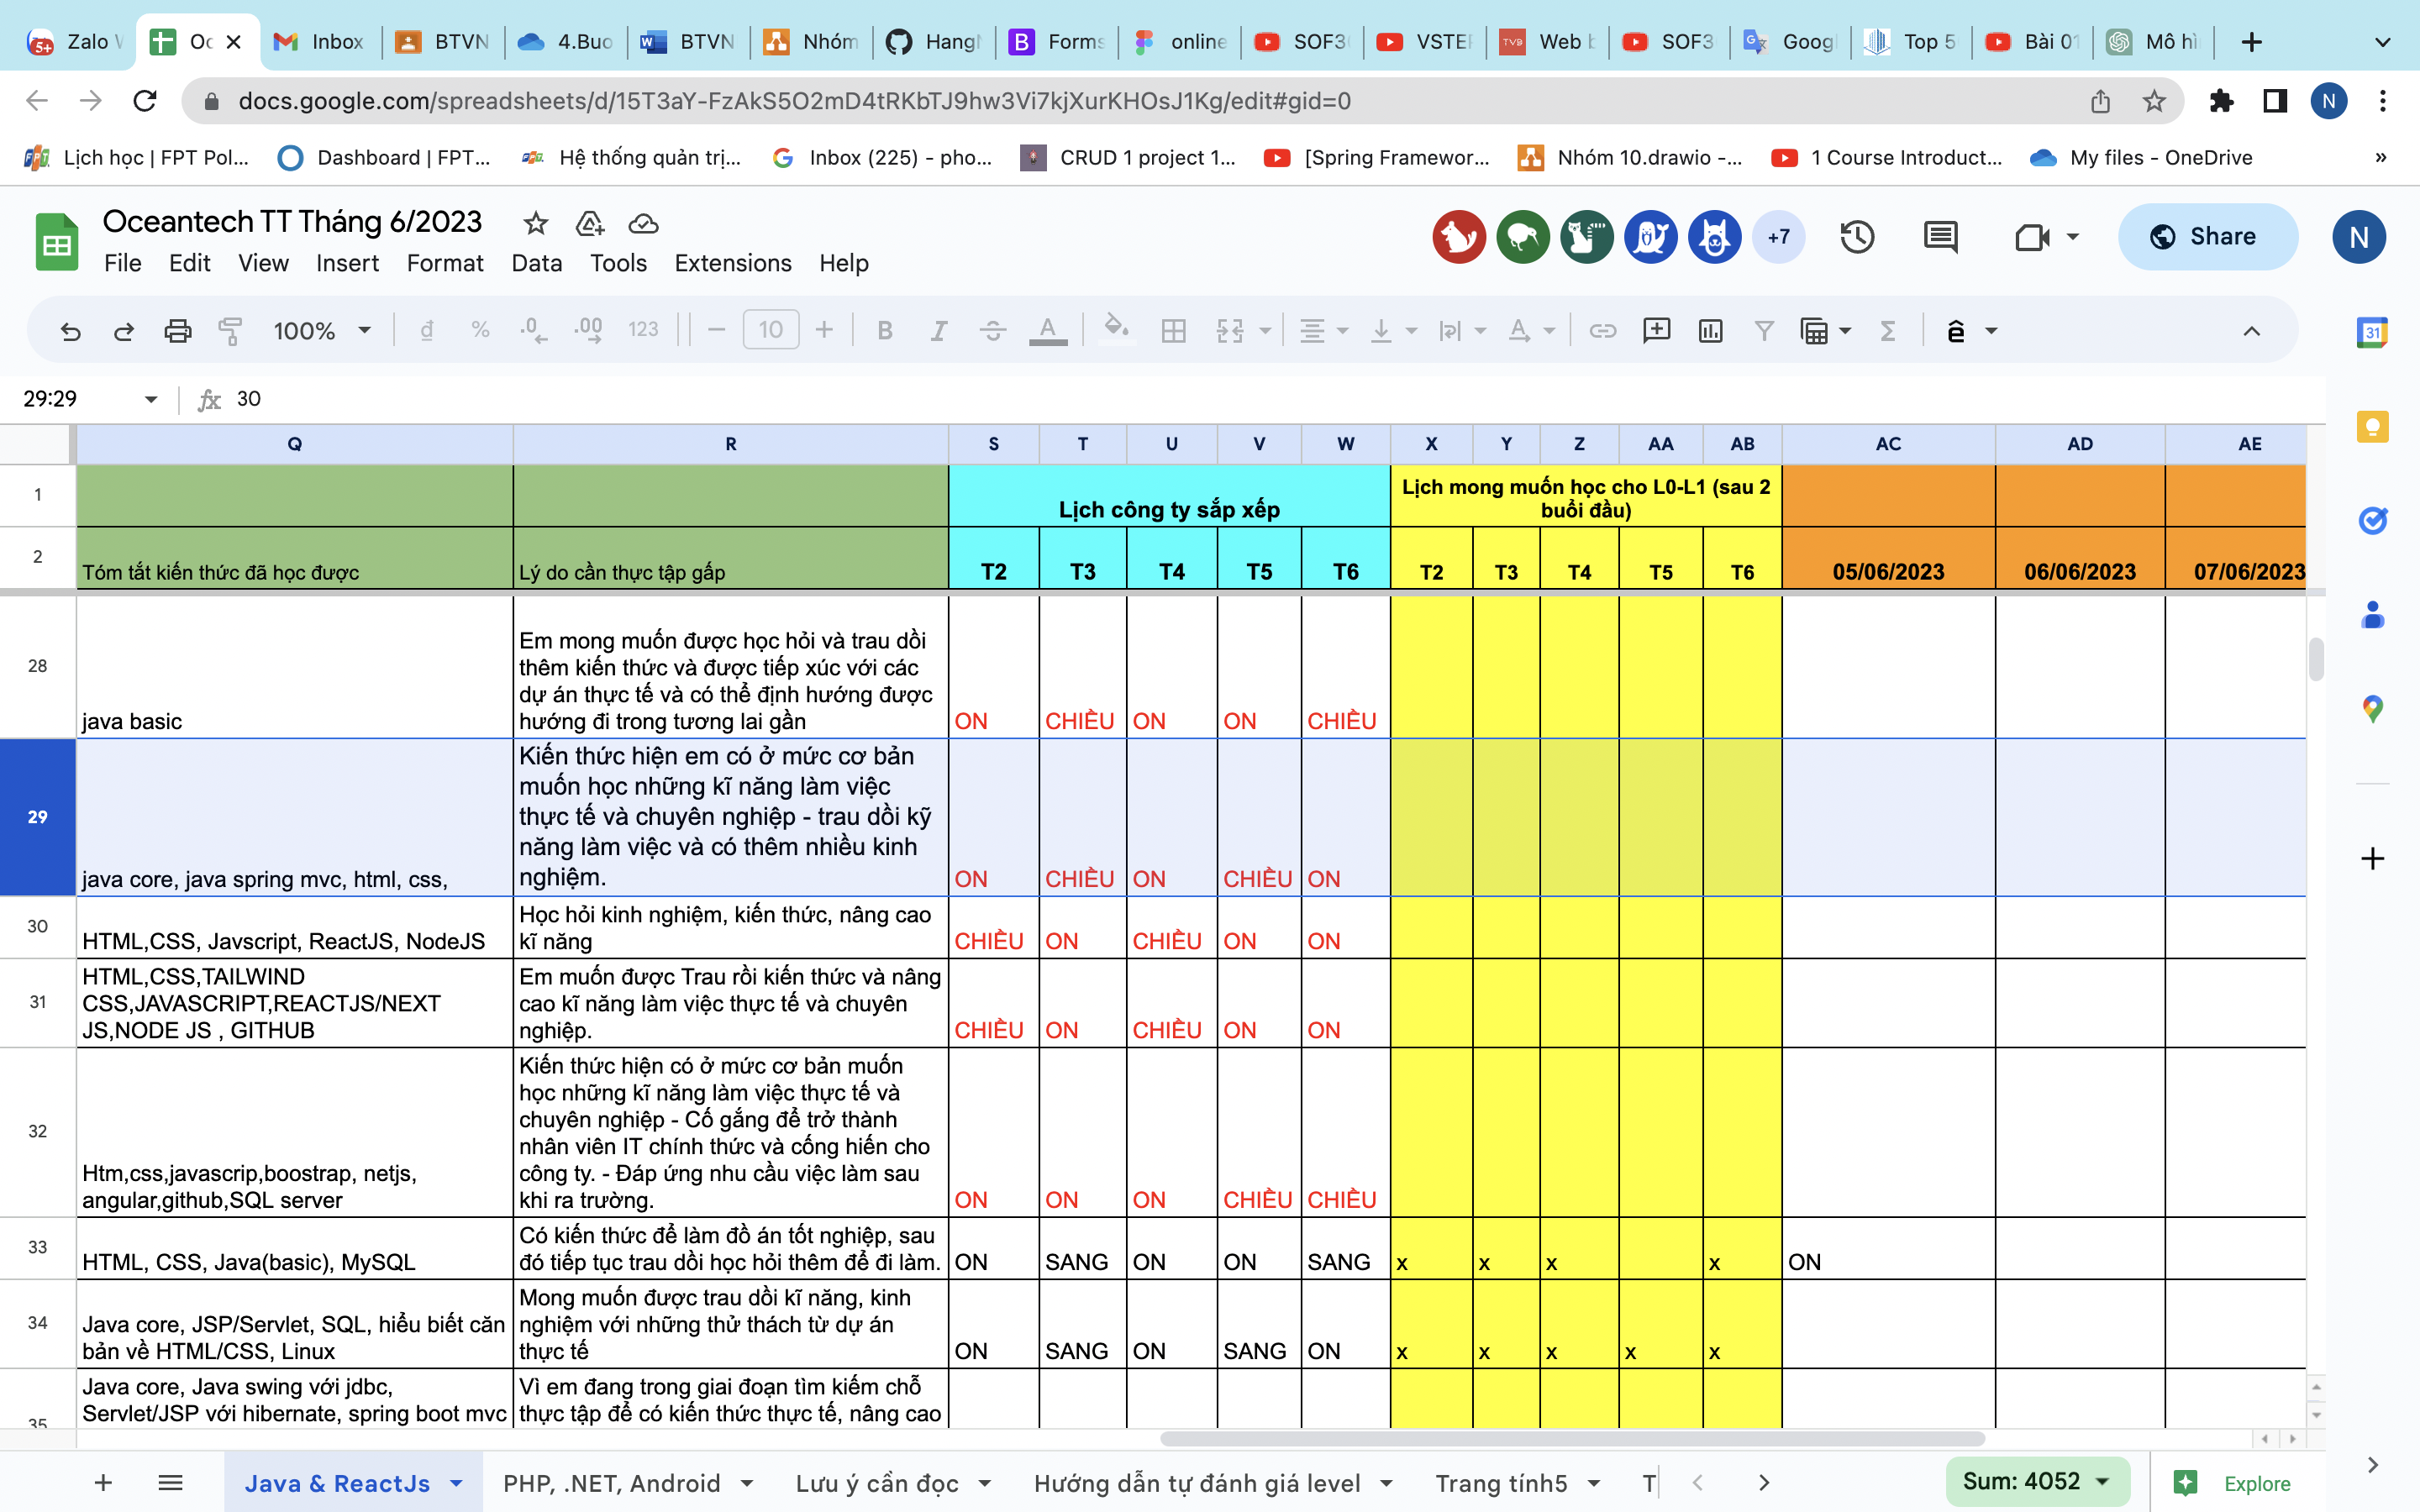 Zalo W
Oc
Inbox
BTVN
4.Buo
BTVN
Nhóm
HangN
Forms
online
SOF3
VSTEP
Web b
SOF3
Goog
Top 5
Bài 01
Mô hì
docs.google.com/spreadsheets/d/15T3aY-FzAkS5O2mD4tRKbTJ9hw3Vi7kjXurKHOsJ1Kg/edit#gid=0
N
Lịch học | FPT Pol...
Dashboard | FPT...
Hệ thống quản trị...
Inbox (225) - pho...
CRUD 1 project 1...
[Spring Framewor...
Nhóm 10.drawio -...
1 Course Introduct...
My files - OneDrive
»
Oceantech TT Tháng 6/2023
File Edit View Insert Format Data Tools Extensions Help
+7
Share
N
100%
đ % .0 .00 123
10
B I S A
Σ
ê
31
29:29
fx 30
Q R S T U V W X Y Z AA AB AC AD AE
1
Lịch công ty sắp xếp
Lịch mong muốn học cho L0-L1 (sau 2
buổi đầu)
2 Tóm tắt kiến thức đã học được Lý do cần thực tập gấp T2 T3 T4 T5 T6 T2 T3 T4 T5 T6 05/06/2023 06/06/2023 07/06/2023
28
java basic
Em mong muốn được học hỏi và trau dồi
thêm kiến thức và được tiếp xúc với các
dự án thực tế và có thể định hướng được
hướng đi trong tương lai gần
ON CHIỀU ON ON CHIỀU
29
java core, java spring mvc, html, css,
Kiến thức hiện em có ở mức cơ bản
muốn học những kĩ năng làm việc
thực tế và chuyên nghiệp - trau dồi kỹ
năng làm việc và có thêm nhiều kinh
nghiệm.
ON CHIỀU ON CHIỀU ON
30
HTML,CSS, Javscript, ReactJS, NodeJS
Học hỏi kinh nghiệm, kiến thức, nâng cao
kĩ năng
CHIỀU ON CHIỀU ON ON
31
HTML,CSS,TAILWIND
CSS,JAVASCRIPT,REACTJS/NEXT
JS,NODE JS , GITHUB
Em muốn được Trau rồi kiến thức và nâng
cao kĩ năng làm việc thực tế và chuyên
nghiệp.
CHIỀU ON CHIỀU ON ON
32
Htm,css,javascrip,boostrap, netjs,
angular,github,SQL server
Kiến thức hiện có ở mức cơ bản muốn
học những kĩ năng làm việc thực tế và
chuyên nghiệp - Cố gắng để trở thành
nhân viên IT chính thức và cống hiến cho
công ty. - Đáp ứng nhu cầu việc làm sau
khi ra trường.
ON ON ON CHIỀU CHIỀU
33
HTML, CSS, Java(basic), MySQL
Có kiến thức để làm đồ án tốt nghiệp, sau
đó tiếp tục trau dồi học hỏi thêm để đi làm.
ON SANG ON ON SANG x x x x ON
34
Java core, JSP/Servlet, SQL, hiểu biết căn
bản về HTML/CSS, Linux
Mong muốn được trau dồi kĩ năng, kinh
nghiệm với những thử thách từ dự án
thực tế
ON SANG ON SANG ON x x x x x
35
Java core, Java swing với jdbc,
Servlet/JSP với hibernate, spring boot mvc
Vì em đang trong giai đoạn tìm kiếm chỗ
thực tập để có kiến thức thực tế, nâng cao
Java & ReactJs
PHP, .NET, Android
Lưu ý cần đọc
Hướng dẫn tự đánh giá level
Trang tính5
T
Sum: 4052
Explore